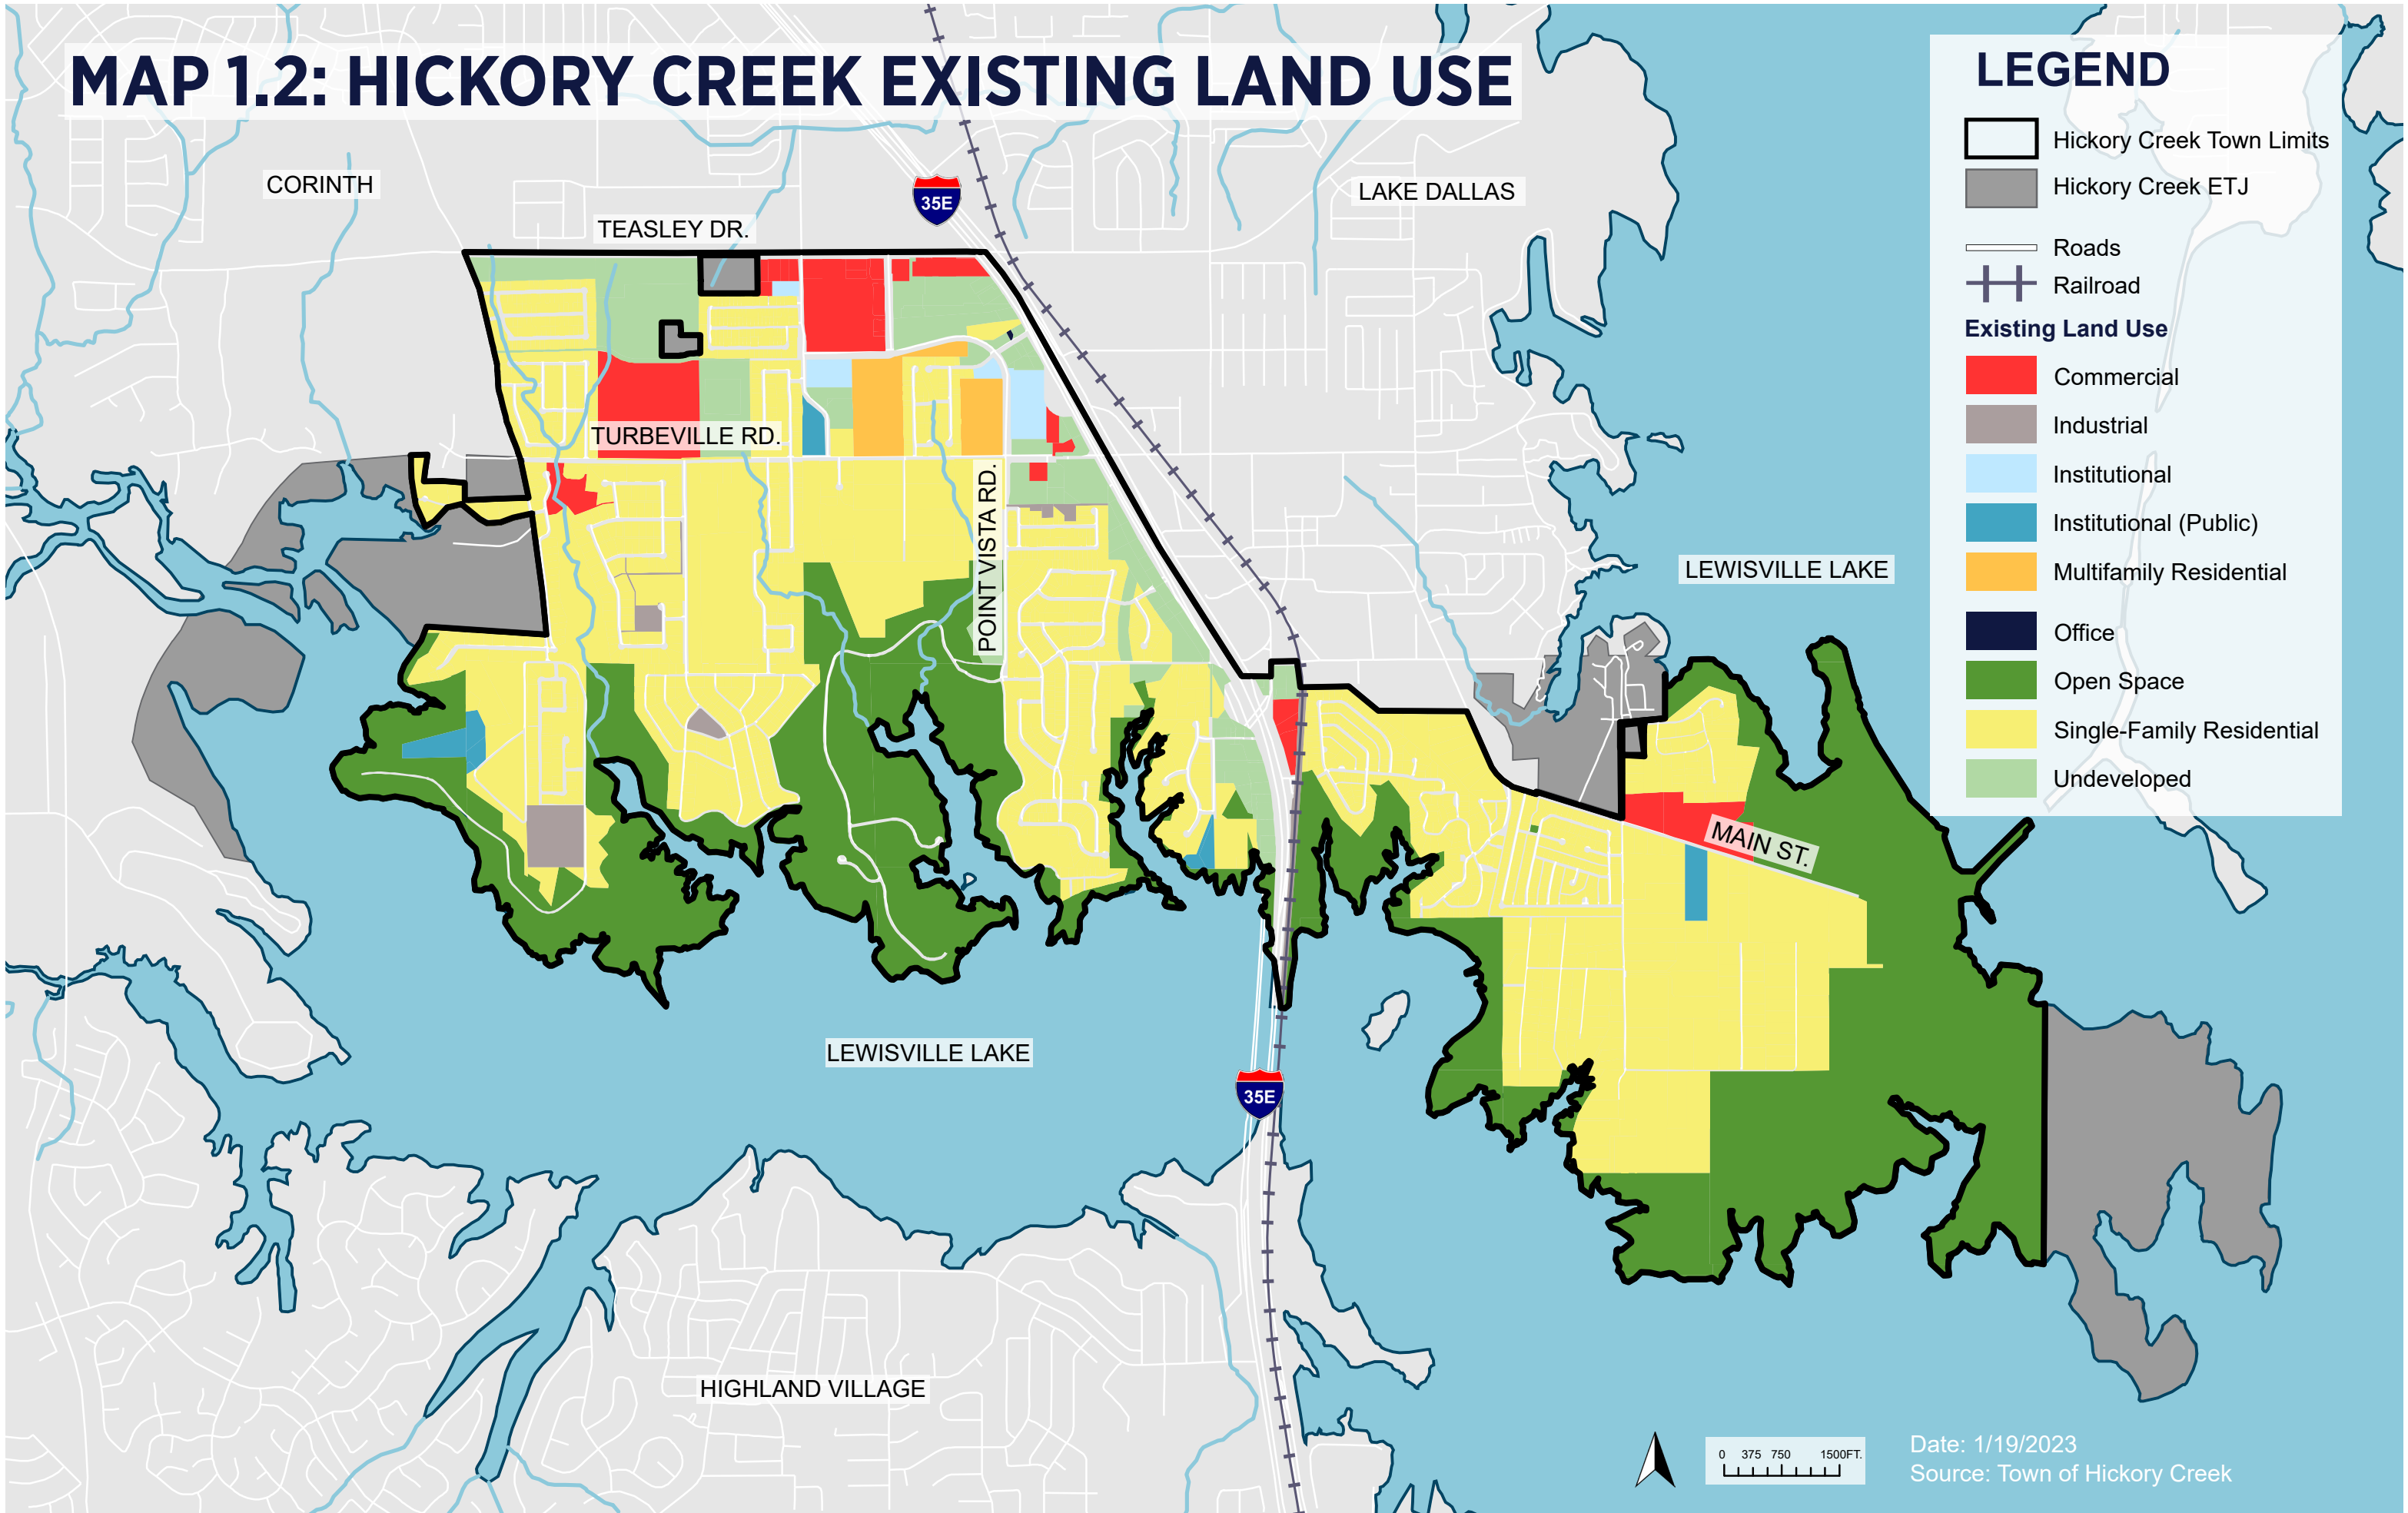 MAP 1.2: HICKORY CREEK EXISTING LAND USE
LEGEND
Hickory Creek Town Limits
Hickory Creek ETJ
Roads
Railroad
Existing Land Use
Commercial
Industrial
Institutional
Institutional (Public)
Multifamily Residential
Office
Open Space
Single-Family Residential
Undeveloped
CORINTH
35E
LAKE DALLAS
TEASLEY DR.
TURBEVILLE RD.
POINT VISTA RD.
LEWISVILLE LAKE
MAIN ST.
LEWISVILLE LAKE
35E
HIGHLAND VILLAGE
0 375 750 1500FT.
Date: 1/19/2023
Source: Town of Hickory Creek